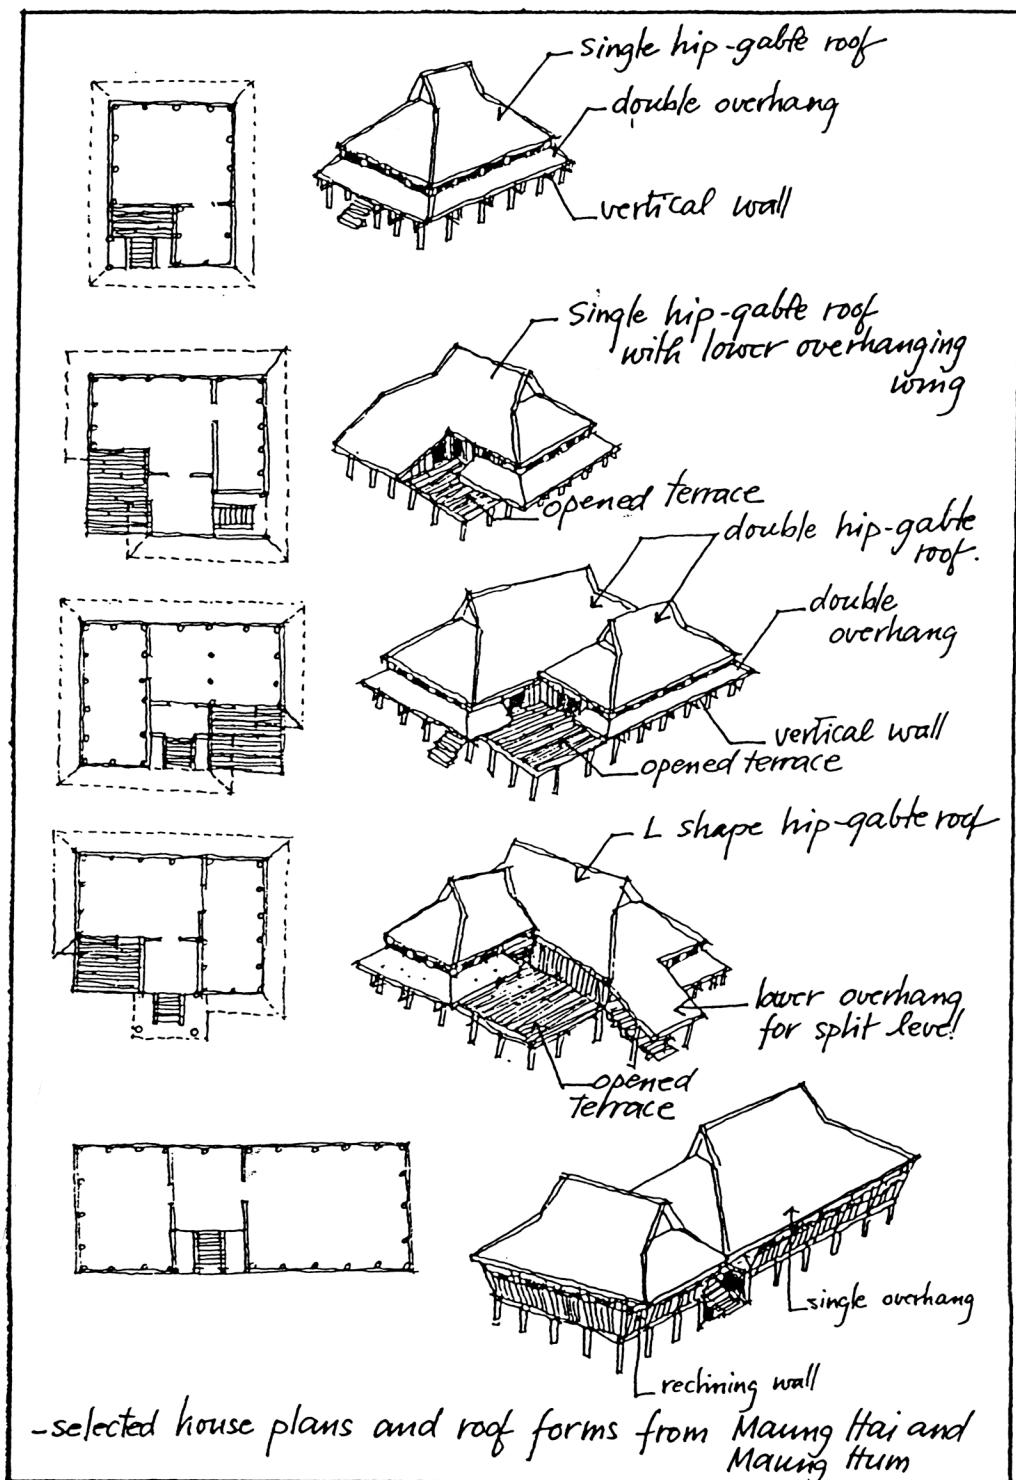 single hip-gable roof
double overhang
vertical wall
single hip-gable roof
with lower overhanging
wing
opened terrace
double hip-gable
roof.
double
overhang
vertical wall
opened terrace
L shape hip-gable roof
lower overhang
for split level
opened
terrace
single overhang
reclining wall
-selected house plans and roof forms from Maung Hai and
Maung Hum